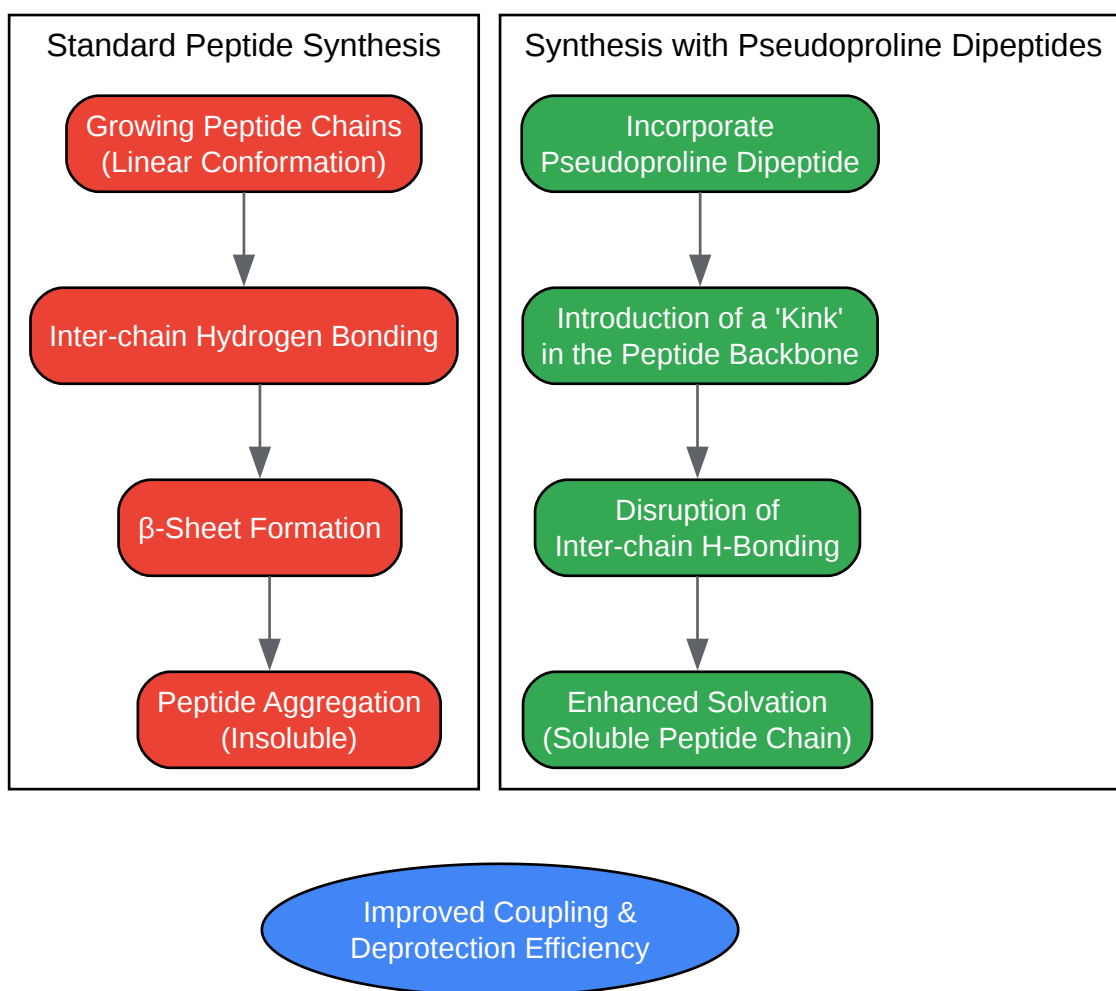 Standard Peptide Synthesis
Growing Peptide Chains
(Linear Conformation)
Inter-chain Hydrogen Bonding
β-Sheet Formation
Peptide Aggregation
(Insoluble)
Synthesis with Pseudoproline Dipeptides
Incorporate
Pseudoproline Dipeptide
Introduction of a 'Kink'
in the Peptide Backbone
Disruption of
Inter-chain H-Bonding
Enhanced Solvation
(Soluble Peptide Chain)
Improved Coupling &
Deprotection Efficiency